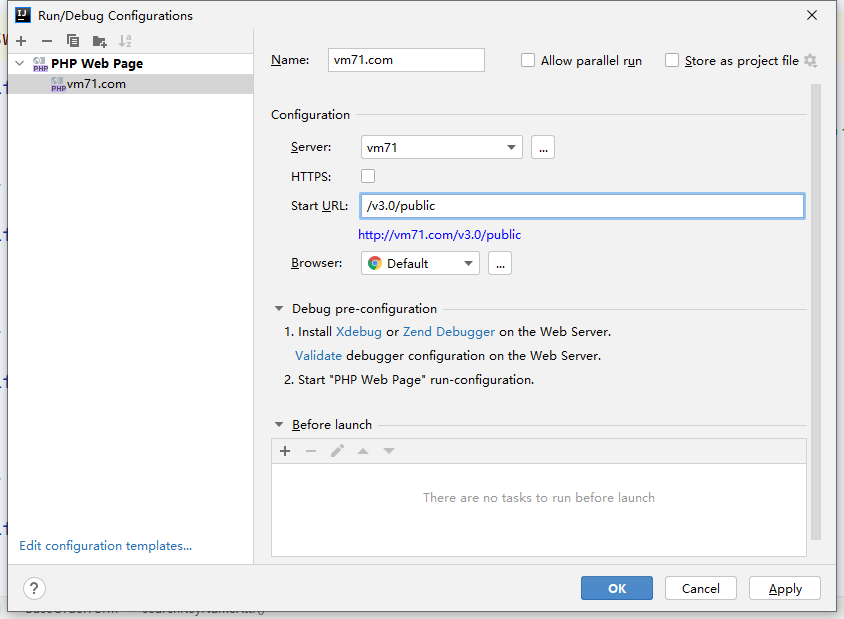 Run/Debug Configurations
PHP Web Page
vm71.com
Edit configuration templates...
Name: vm71.com Allow parallel run Store as project file
Configuration
Server: vm71 ...
HTTPS:
Start URL: /v3.0/public
http://vm71.com/v3.0/public
Browser: Default ...
Debug pre-configuration
1. Install Xdebug or Zend Debugger on the Web Server.
Validate debugger configuration on the Web Server.
2. Start "PHP Web Page" run-configuration.
Before launch
There are no tasks to run before launch
? OK Cancel Apply